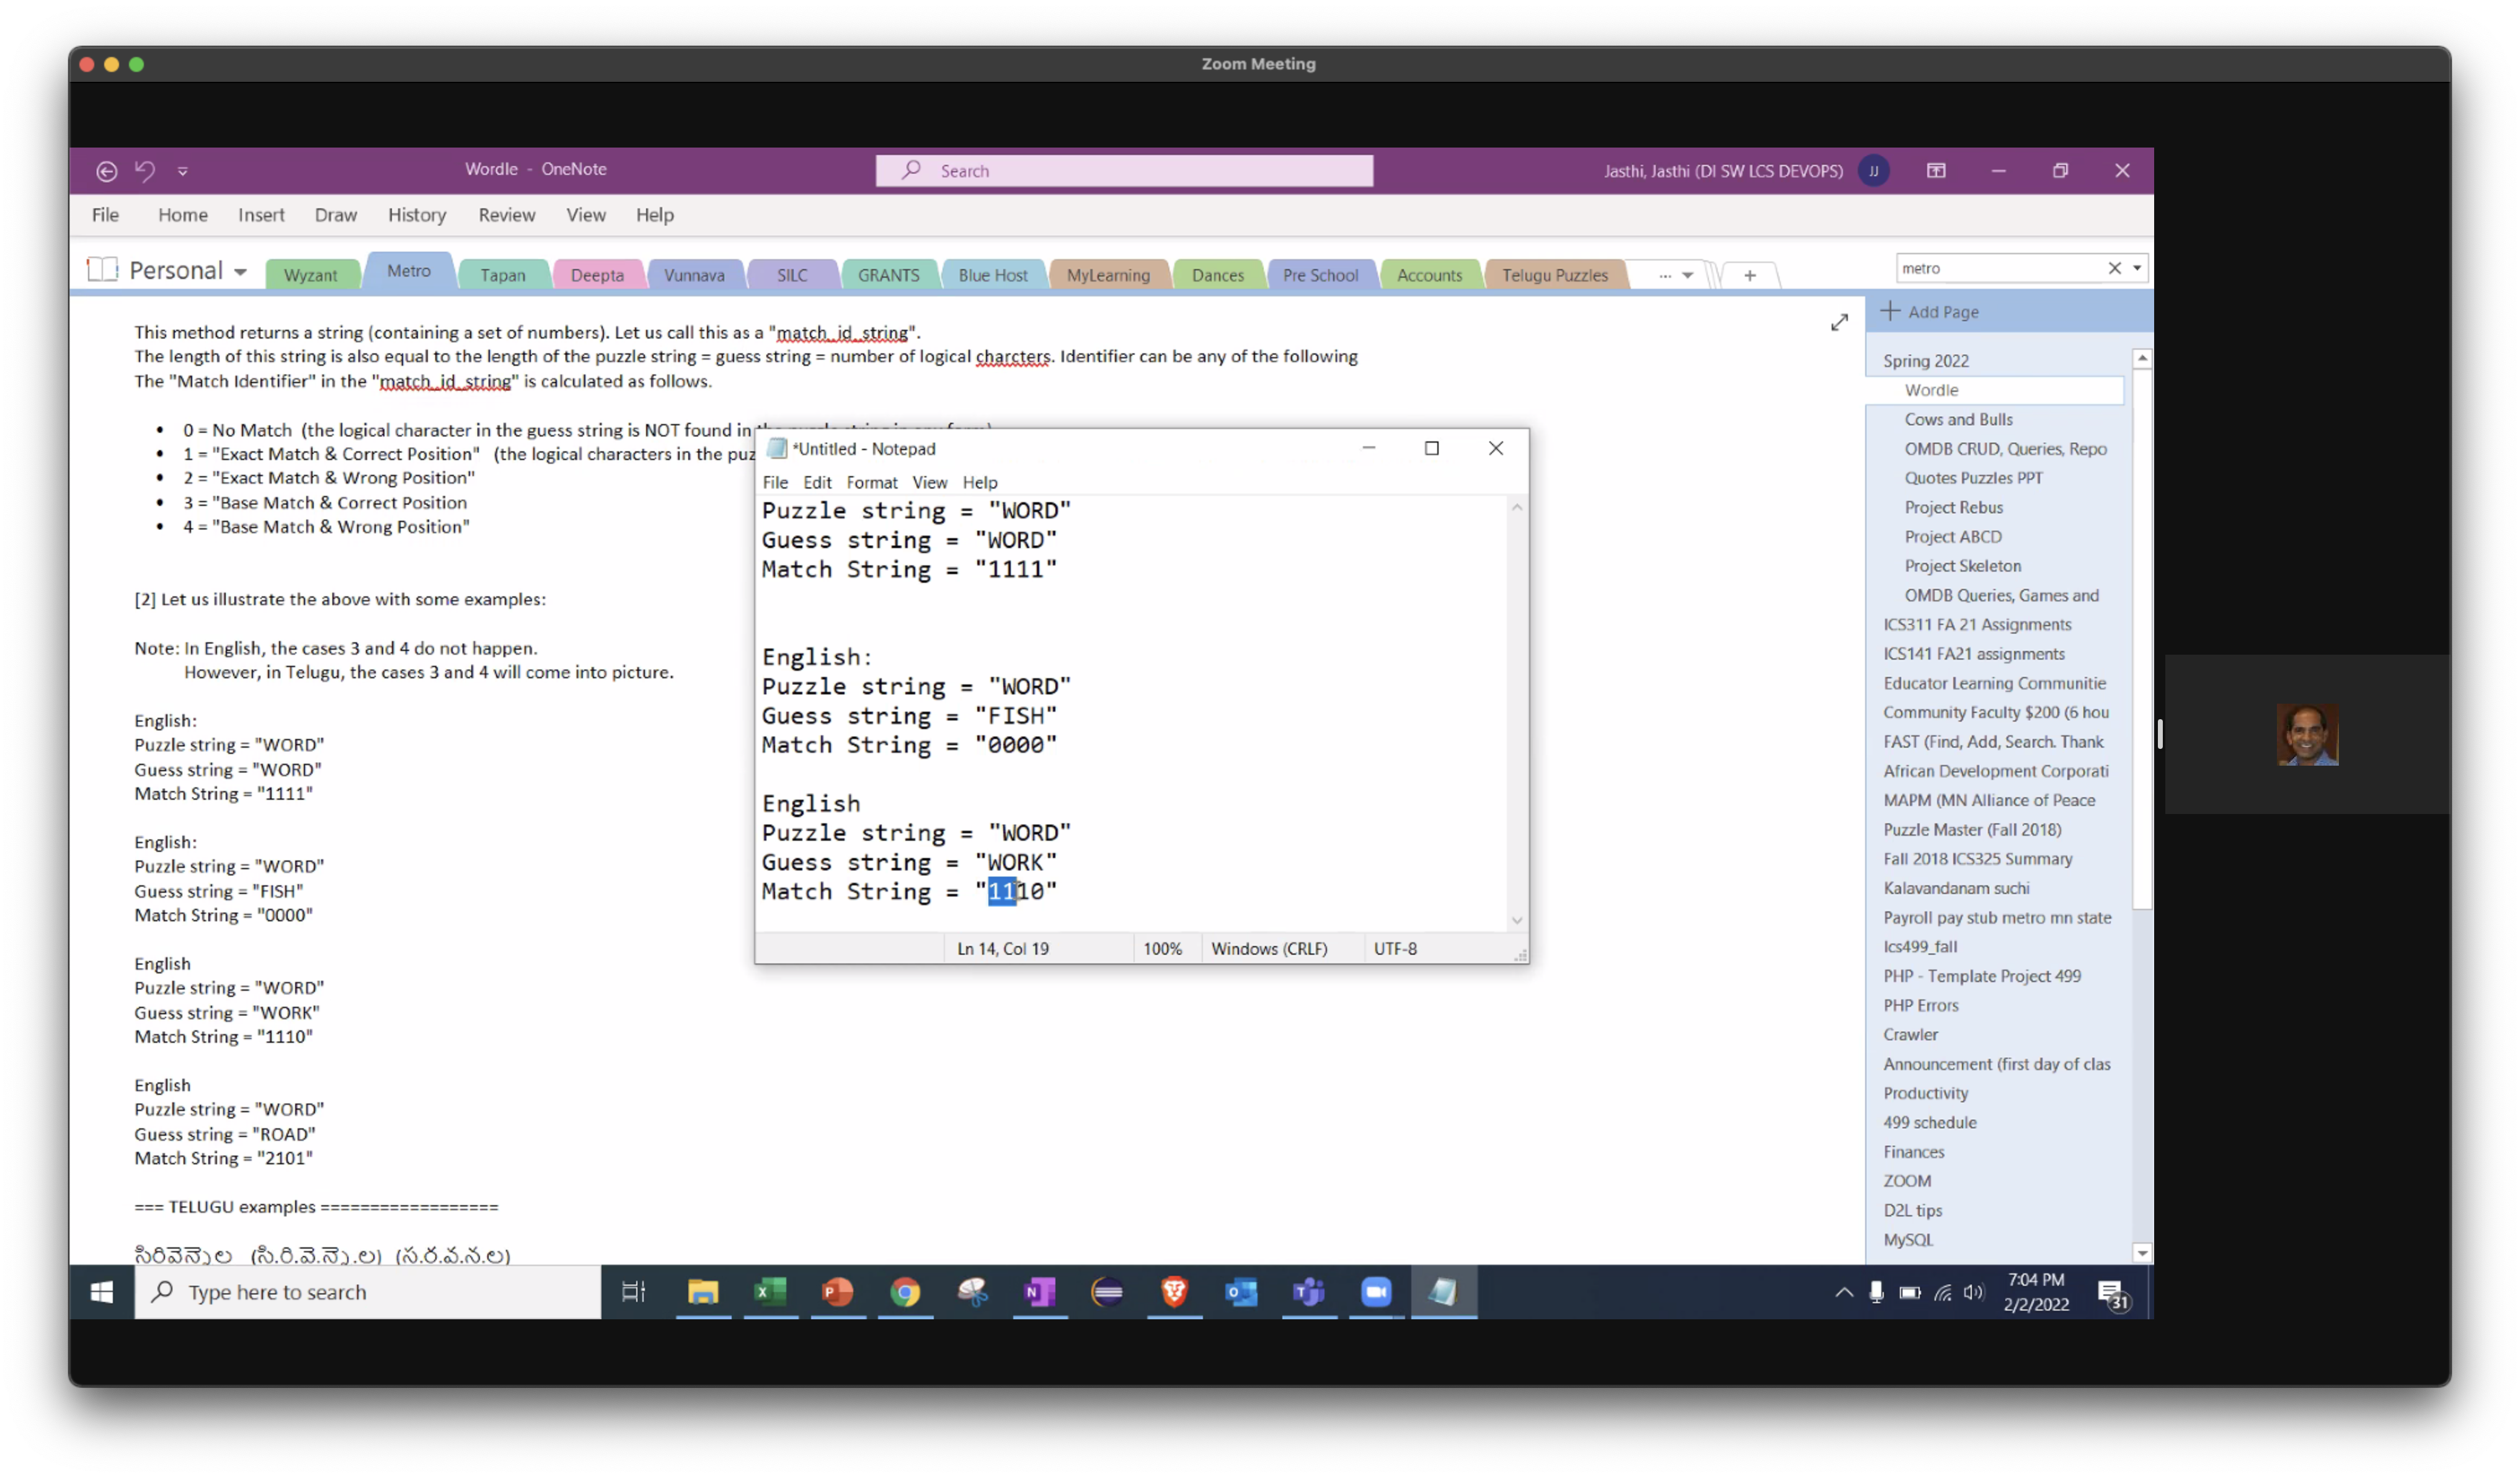 Zoom Meeting
Wordle - OneNote
Search
Jasthi, Jasthi (DI SW LCS DEVOPS)
JJ
File Home Insert Draw History Review View Help
Personal Wyzant Metro Tapan Deepta Vunnava SILC GRANTS Blue Host MyLearning Dances Pre School Accounts Telugu Puzzles ... +
metro
This method returns a string (containing a set of numbers). Let us call this as a "match_id_string".
The length of this string is also equal to the length of the puzzle string = guess string = number of logical charcters. Identifier can be any of the following
The "Match Identifier" in the "match_id_string" is calculated as follows.
• 0 = No Match (the logical character in the guess string is NOT found in the puzzle string in any form)
• 1 = "Exact Match & Correct Position" (the logical characters in the puz
• 2 = "Exact Match & Wrong Position"
• 3 = "Base Match & Correct Position
• 4 = "Base Match & Wrong Position"
[2] Let us illustrate the above with some examples:
Note: In English, the cases 3 and 4 do not happen.
However, in Telugu, the cases 3 and 4 will come into picture.
English:
Puzzle string = "WORD"
Guess string = "WORD"
Match String = "1111"
English:
Puzzle string = "WORD"
Guess string = "FISH"
Match String = "0000"
English
Puzzle string = "WORD"
Guess string = "WORK"
Match String = "1110"
English
Puzzle string = "WORD"
Guess string = "ROAD"
Match String = "2101"
=== TELUGU examples ==================
సిరివెన్నెల (సి.రి.వె.న్నె.ల) (స.ర.వ.న.ల)
*Untitled - Notepad
File Edit Format View Help
Puzzle string = "WORD"
Guess string = "WORD"
Match String = "1111"
English:
Puzzle string = "WORD"
Guess string = "FISH"
Match String = "0000"
English
Puzzle string = "WORD"
Guess string = "WORK"
Match String = "1110"
Ln 14, Col 19 100% Windows (CRLF) UTF-8
Add Page
Spring 2022
Wordle
Cows and Bulls
OMDB CRUD, Queries, Repo
Quotes Puzzles PPT
Project Rebus
Project ABCD
Project Skeleton
OMDB Queries, Games and
ICS311 FA 21 Assignments
ICS141 FA21 assignments
Educator Learning Communitie
Community Faculty $200 (6 hou
FAST (Find, Add, Search. Thank
African Development Corporati
MAPM (MN Alliance of Peace
Puzzle Master (Fall 2018)
Fall 2018 ICS325 Summary
Kalavandanam suchi
Payroll pay stub metro mn state
Ics499_fall
PHP - Template Project 499
PHP Errors
Crawler
Announcement (first day of clas
Productivity
499 schedule
Finances
ZOOM
D2L tips
MySQL
Type here to search
7:04 PM
2/2/2022
31